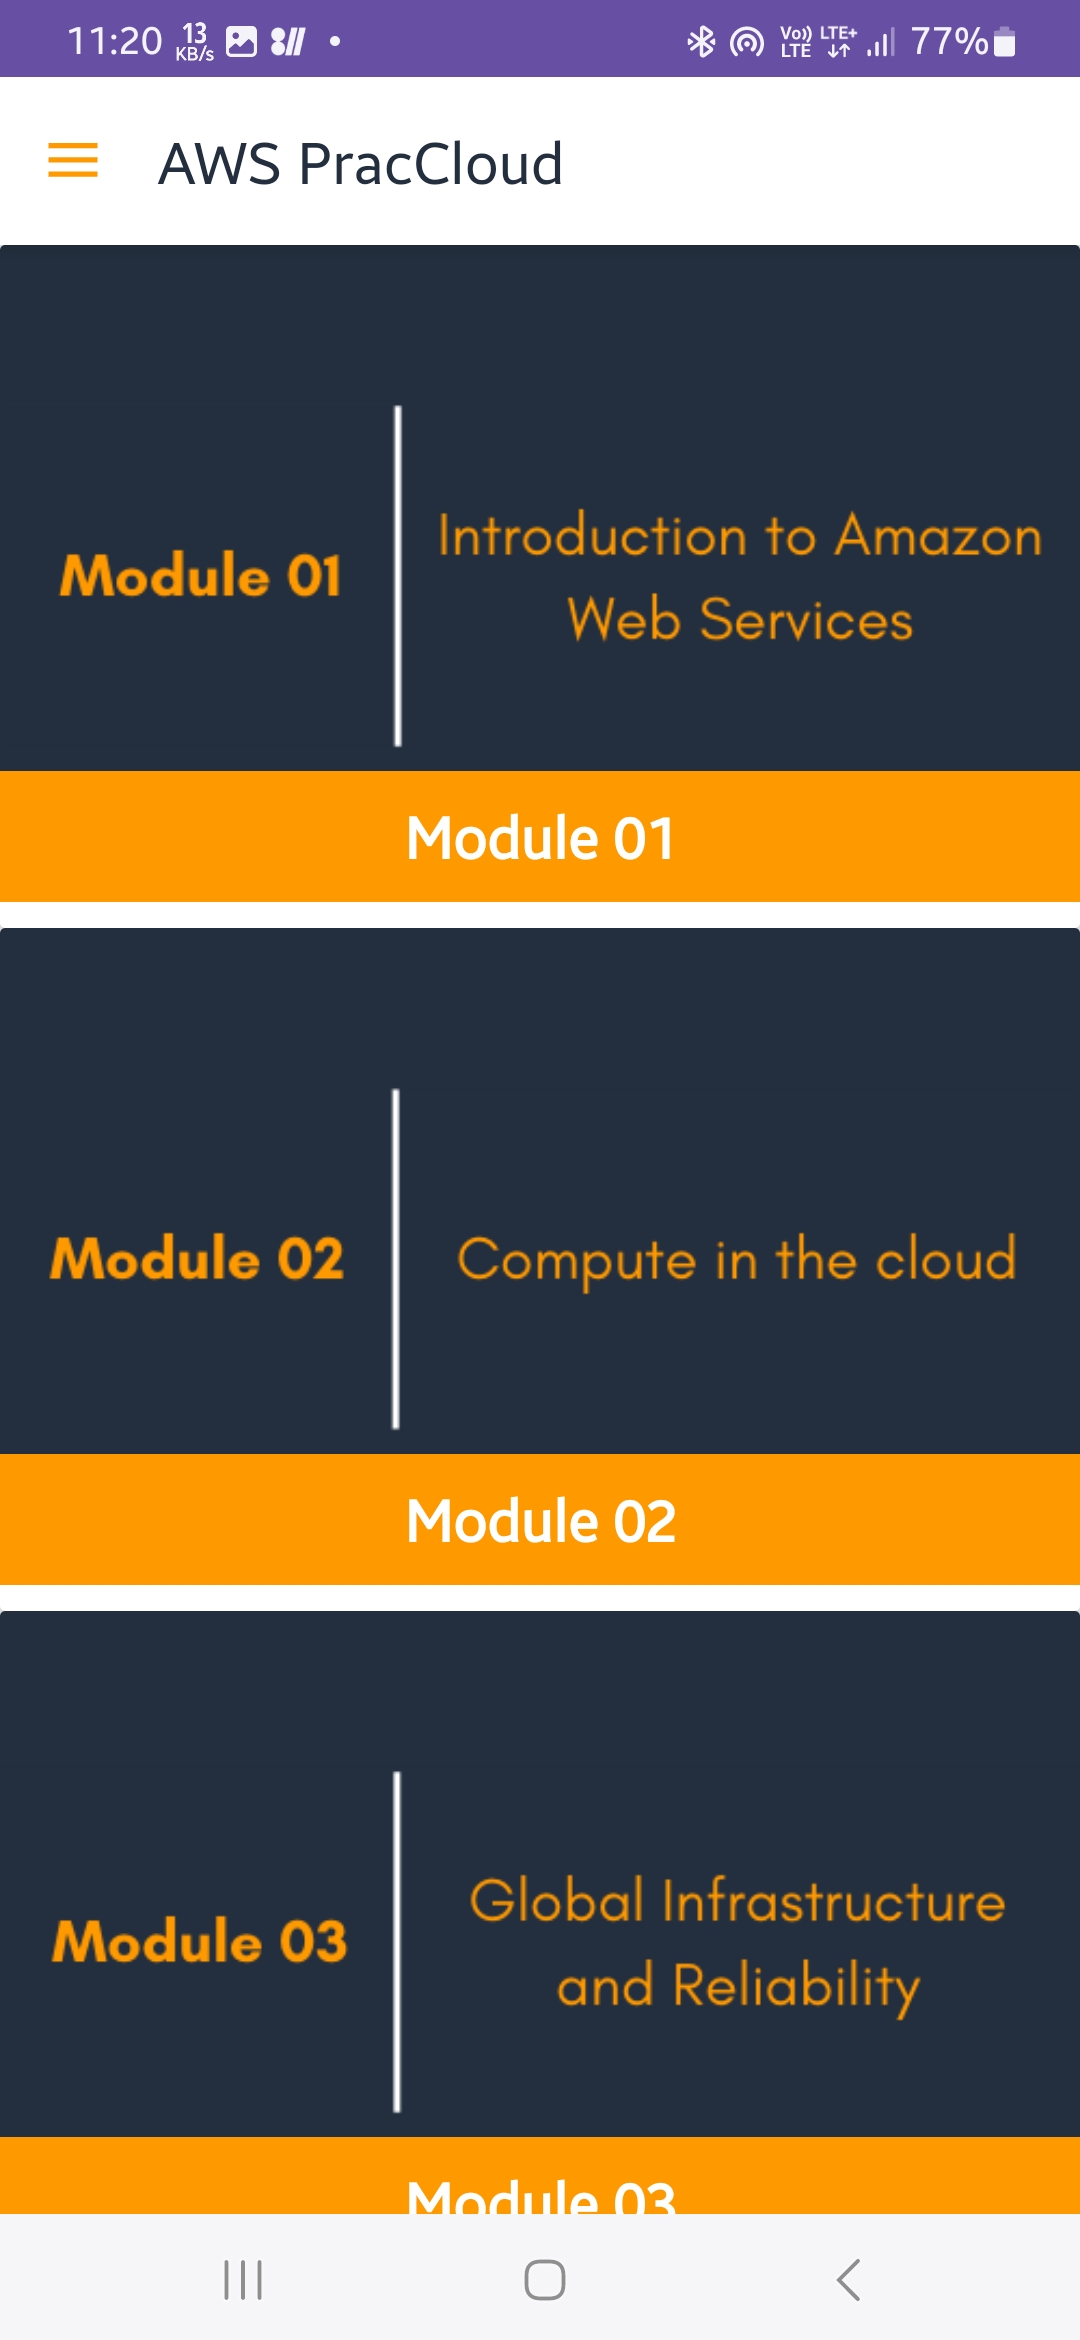 11:20 13 KB/s Vo)) LTE LTE+ 77%
AWS PracCloud
Module 01
Introduction to Amazon
Web Services
Module 01
Module 02
Compute in the cloud
Module 02
Module 03
Global Infrastructure
and Reliability
Module 03